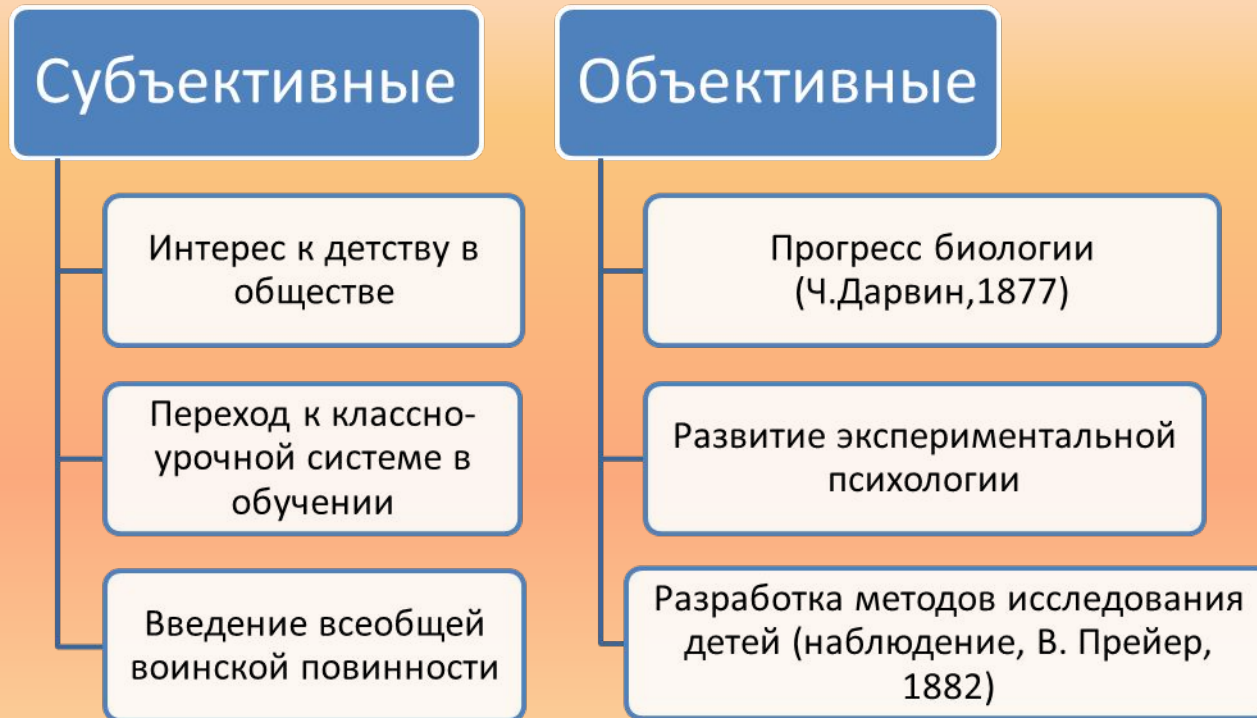 Субъективные
Интерес к детству в
обществе
Переход к классно-
урочной системе в
обучении
Введение всеобщей
воинской повинности
Объективные
Прогресс биологии
(Ч.Дарвин,1877)
Развитие экспериментальной
психологии
Разработка методов исследования
детей (наблюдение, В. Прейер,
1882)